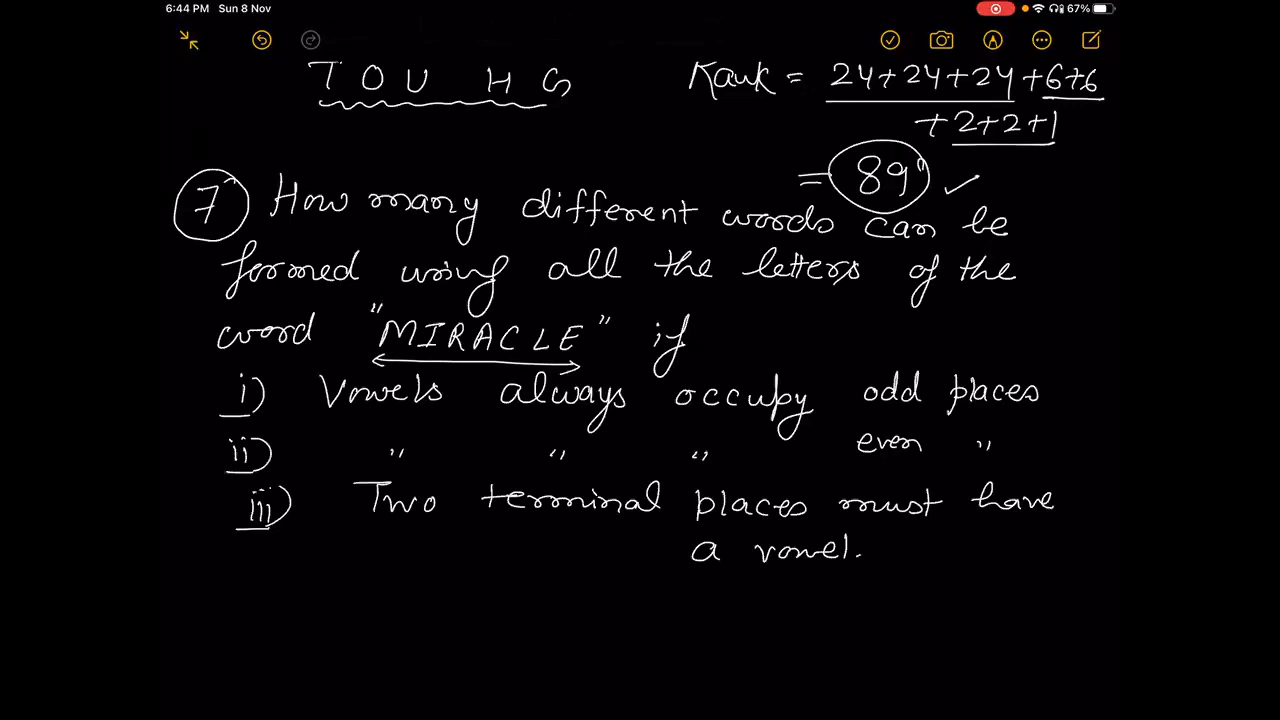 6:44 PM Sun 8 Nov 67%
T O U H G Rank = 24+24+24+6+6
+2+2+1
= 89
7 How many different words can be
formed using all the letters of the
word "MIRACLE" if
i) Vowels always occupy odd places
ii) " " " even "
iii) Two terminal places must have
a vowel.